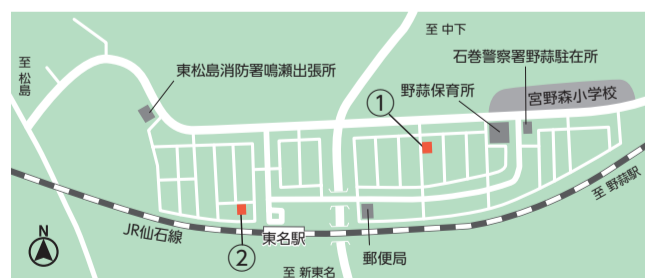 至 中下
石巻警察署野蒜駐在所
至 松島
東松島消防署鳴瀬出張所
野蒜保育所
宮野森小学校
①
至 野蒜駅
N
JR仙石線
②
東名駅
郵便局
至 新東名